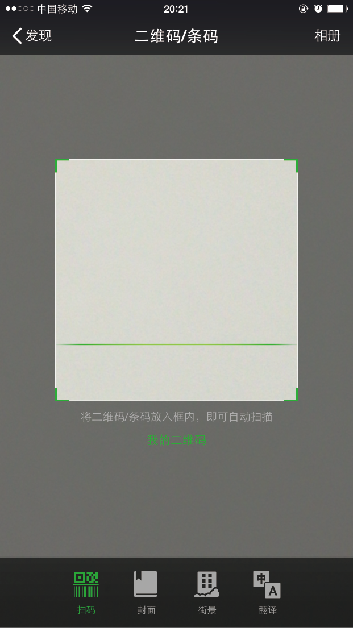 中国移动 20:21
发现 二维码/条码 相册
将二维码/条码放入框内，即可自动扫描
我的二维码
扫码 封面 街景 翻译
中 A